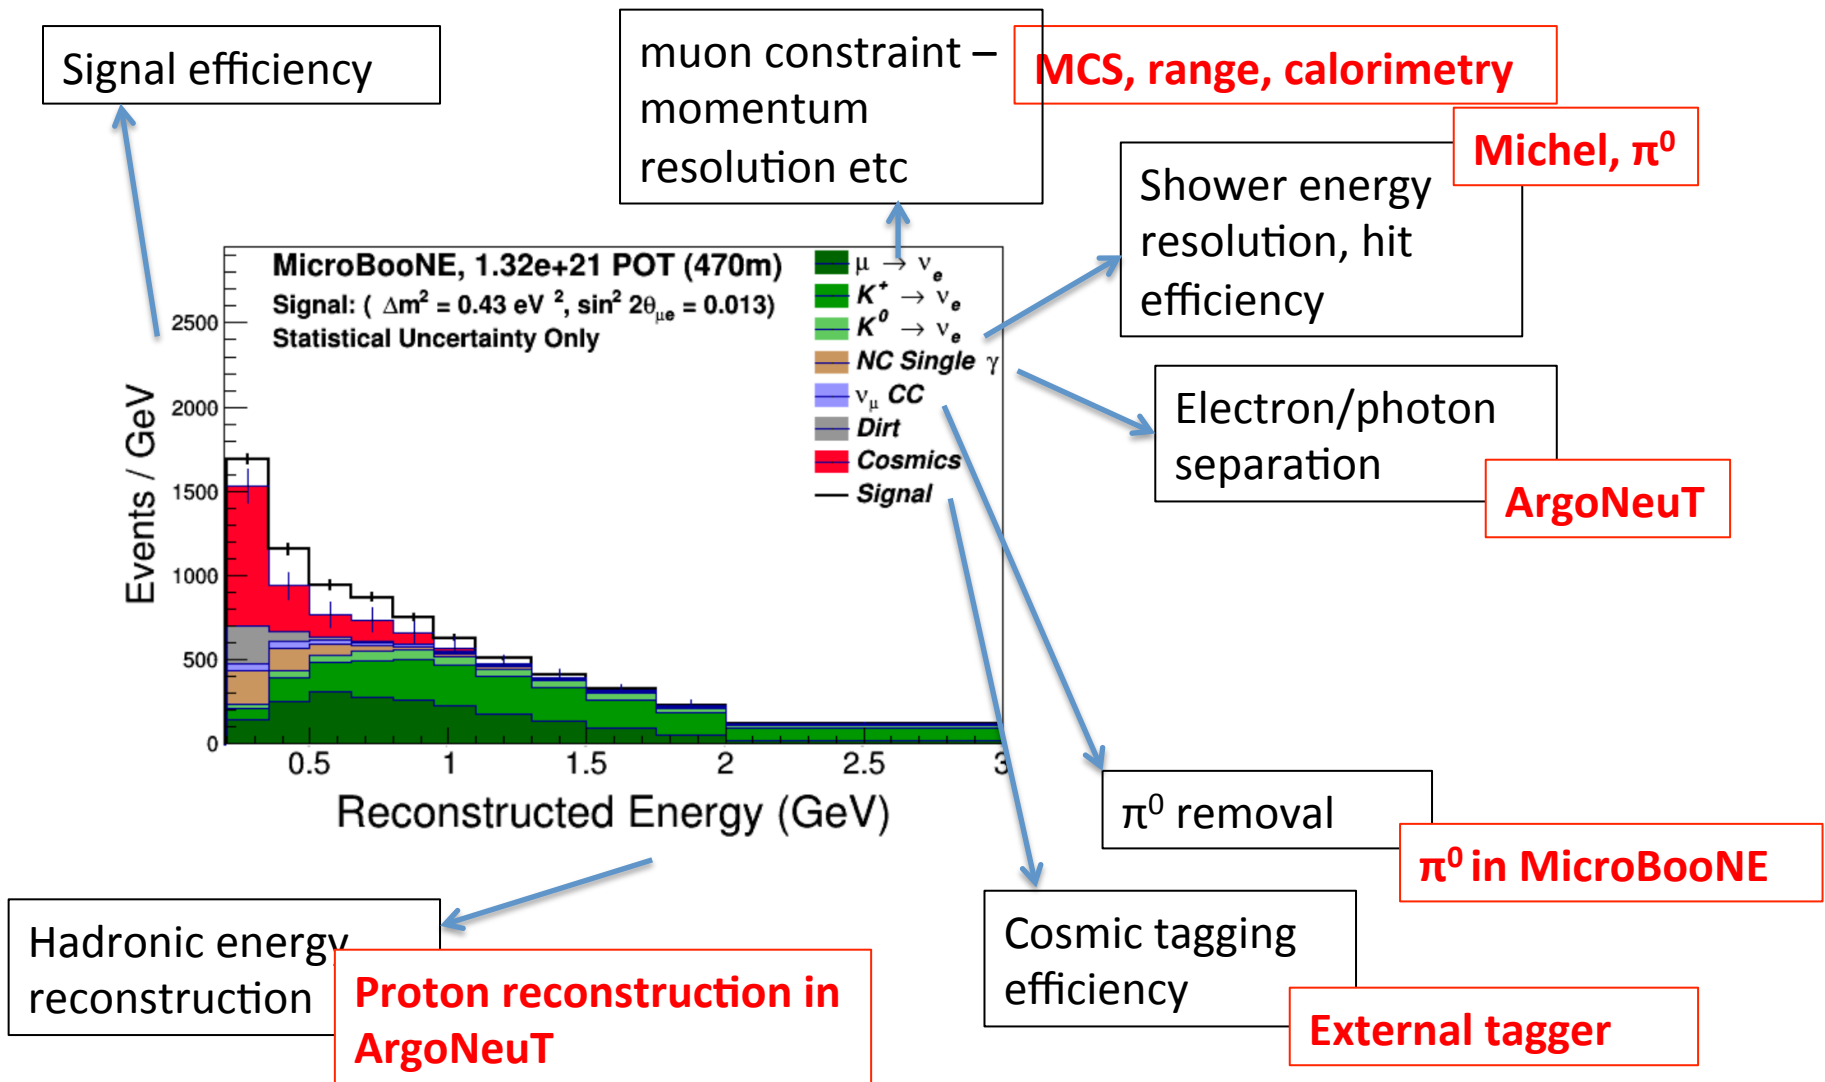 Signal efficiency
muon constraint –
momentum
resolution etc
MCS, range, calorimetry
Michel, π⁰
Shower energy
resolution, hit
efficiency
Electron/photon
separation
ArgoNeuT
MicroBooNE, 1.32e+21 POT (470m)
Signal: ( Δm² = 0.43 eV ², sin² 2θμe = 0.013)
Statistical Uncertainty Only
μ → νe
K⁺ → νe
K⁰ → νe
NC Single γ
νμ CC
Dirt
Cosmics
Signal
Events / GeV
2500
2000
1500
1000
500
0
0.5 1 1.5 2 2.5 3
Reconstructed Energy (GeV)
π⁰ removal
π⁰ in MicroBooNE
Cosmic tagging
efficiency
External tagger
Hadronic energy
reconstruction
Proton reconstruction in
ArgoNeuT